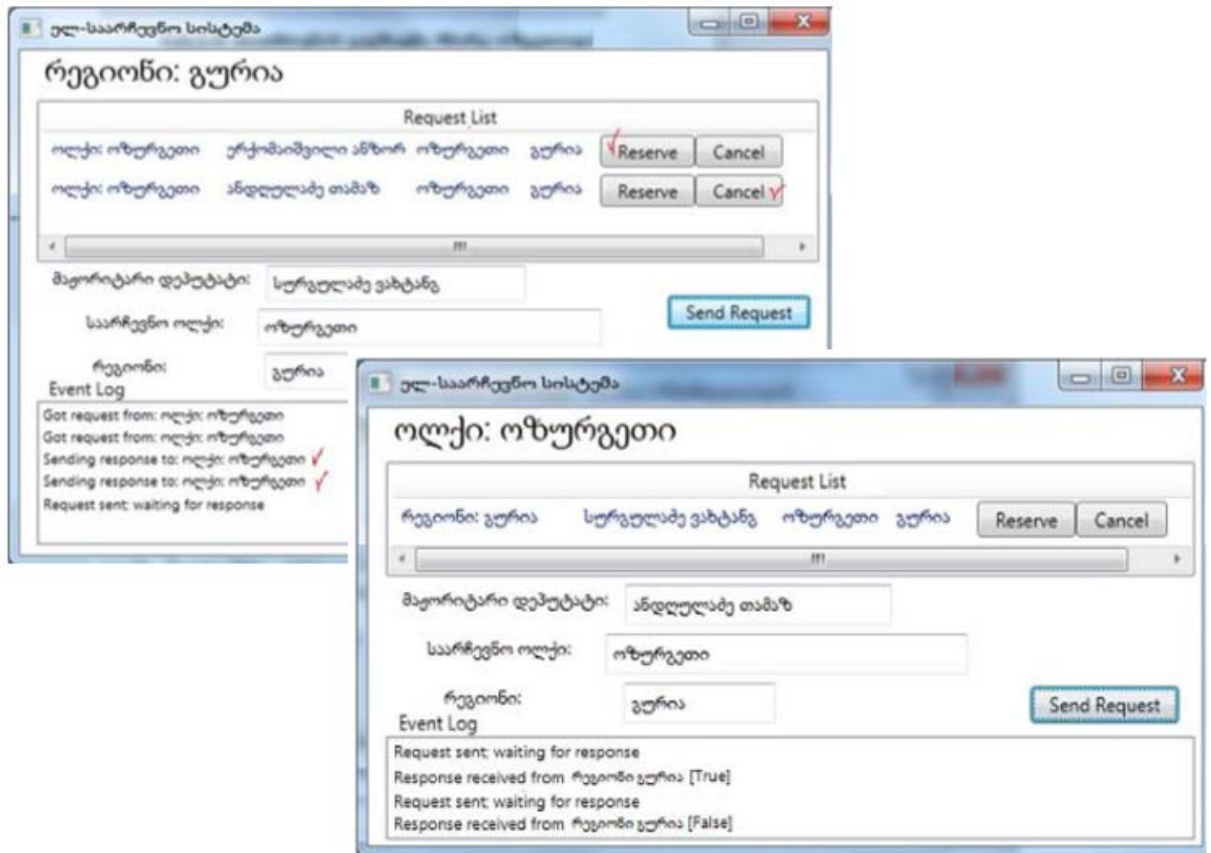 ელ-საარჩევნო სისტემა
რეგიონი: გურია
Request List
ოლქი: ოზურგეთი ერქომაიშვილი ანზორ ოზურგეთი გურია Reserve Cancel
ოლქი: ოზურგეთი ანდღულაძე თამაზ ოზურგეთი გურია Reserve Cancel
მაჟორიტარი დეპუტატი: სურგულაძე ვახტანგ
Send Request
საარჩევნო ოლქი: ოზურგეთი
რეგიონი: გურია
Event Log
Got request from: ოლქი: ოზურგეთი
Got request from: ოლქი: ოზურგეთი
Sending response to: ოლქი: ოზურგეთი
Sending response to: ოლქი: ოზურგეთი
Request sent; waiting for response
ელ-საარჩევნო სისტემა
ოლქი: ოზურგეთი
Request List
რეგიონი: გურია სურგულაძე ვახტანგ ოზურგეთი გურია Reserve Cancel
მაჟორიტარი დეპუტატი: ანდღულაძე თამაზ
საარჩევნო ოლქი: ოზურგეთი
რეგიონი: გურია Send Request
Event Log
Request sent; waiting for response
Response received from რეგიონი გურია [True]
Request sent; waiting for response
Response received from რეგიონი გურია [False]